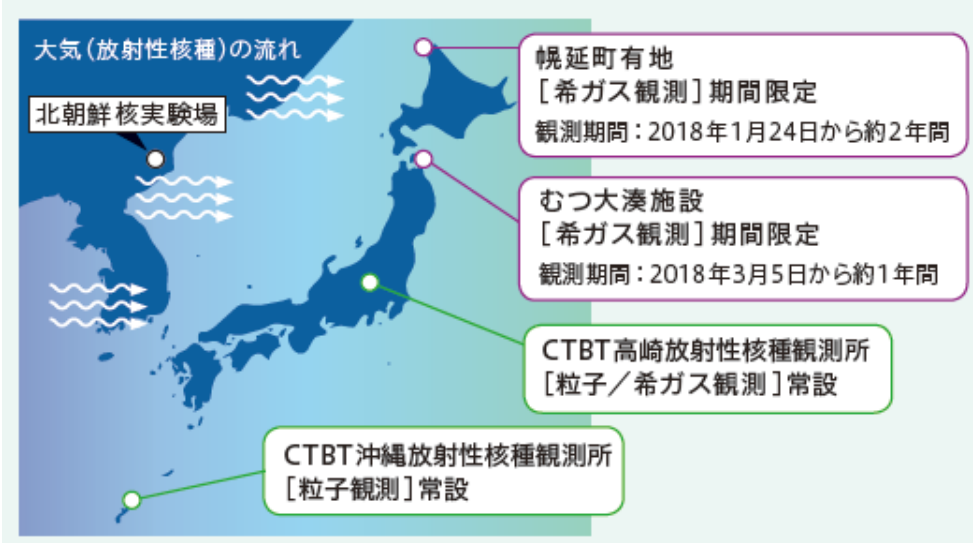 大気(放射性核種)の流れ
北朝鮮核実験場
幌延町有地
[希ガス観測]期間限定
観測期間:2018年1月24日から約2年間
むつ大湊施設
[希ガス観測]期間限定
観測期間:2018年3月5日から約1年間
CTBT高崎放射性核種観測所
[粒子/希ガス観測]常設
CTBT沖縄放射性核種観測所
[粒子観測]常設